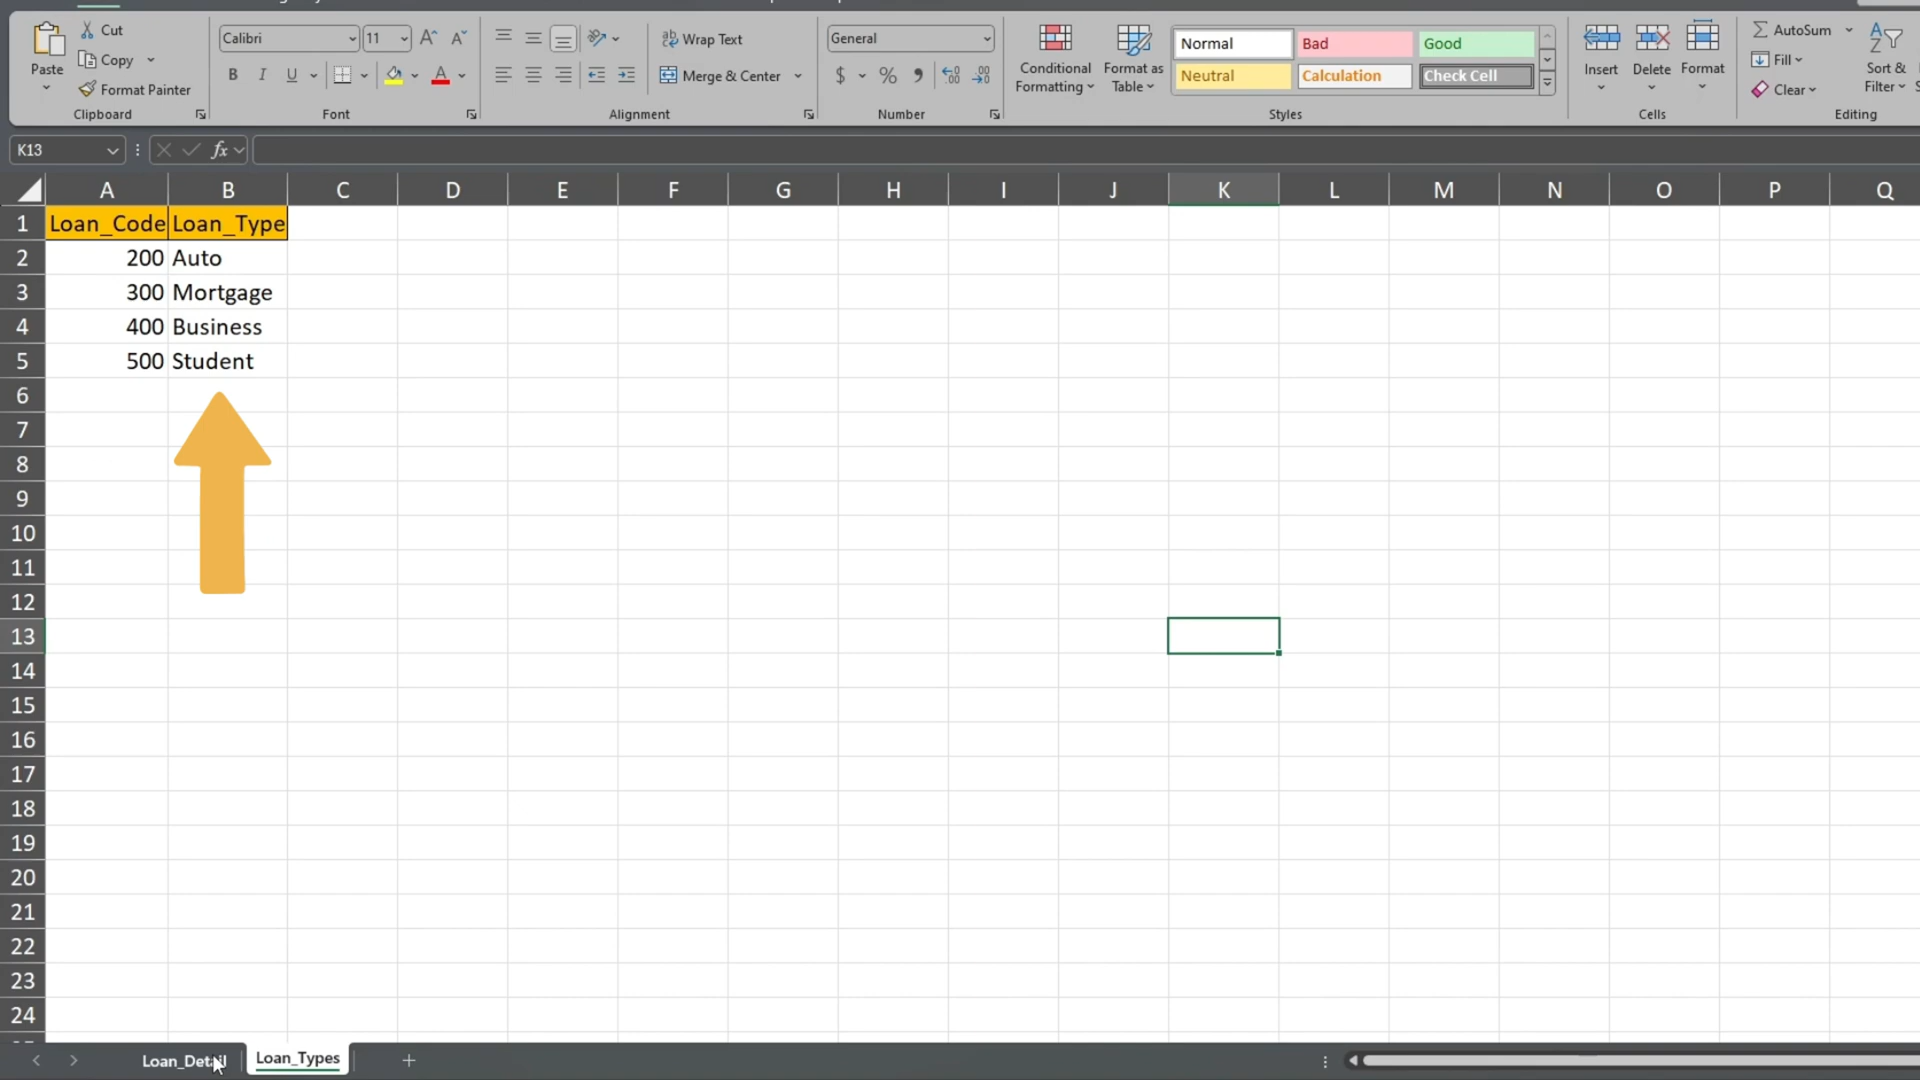 Paste
Cut
Copy
Format Painter
Clipboard
Calibri
11
A A
B I U A
Font
ab Wrap Text
Merge & Center
Alignment
General
$ % 9
Number
Conditional Formatting
Format as Table
Normal Bad Good
Neutral Calculation Check Cell
Styles
Insert Delete Format
Cells
AutoSum
Fill
Clear
Sort &
Filter
Editing
K13
fx
A B C D E F G H I J K L M N O P Q
1 Loan_Code Loan_Type
2 200 Auto
3 300 Mortgage
4 400 Business
5 500 Student
6
7
8
9
10
11
12
13
14
15
16
17
18
19
20
21
22
23
24
Loan_Detail Loan_Types